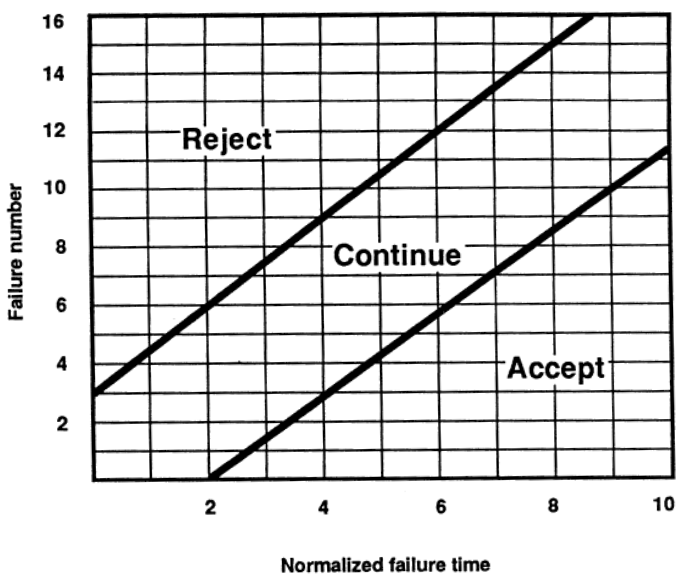 16
14
12
10
8
6
4
2
Reject
Continue
Accept
Failure number
2 4 6 8 10
Normalized failure time